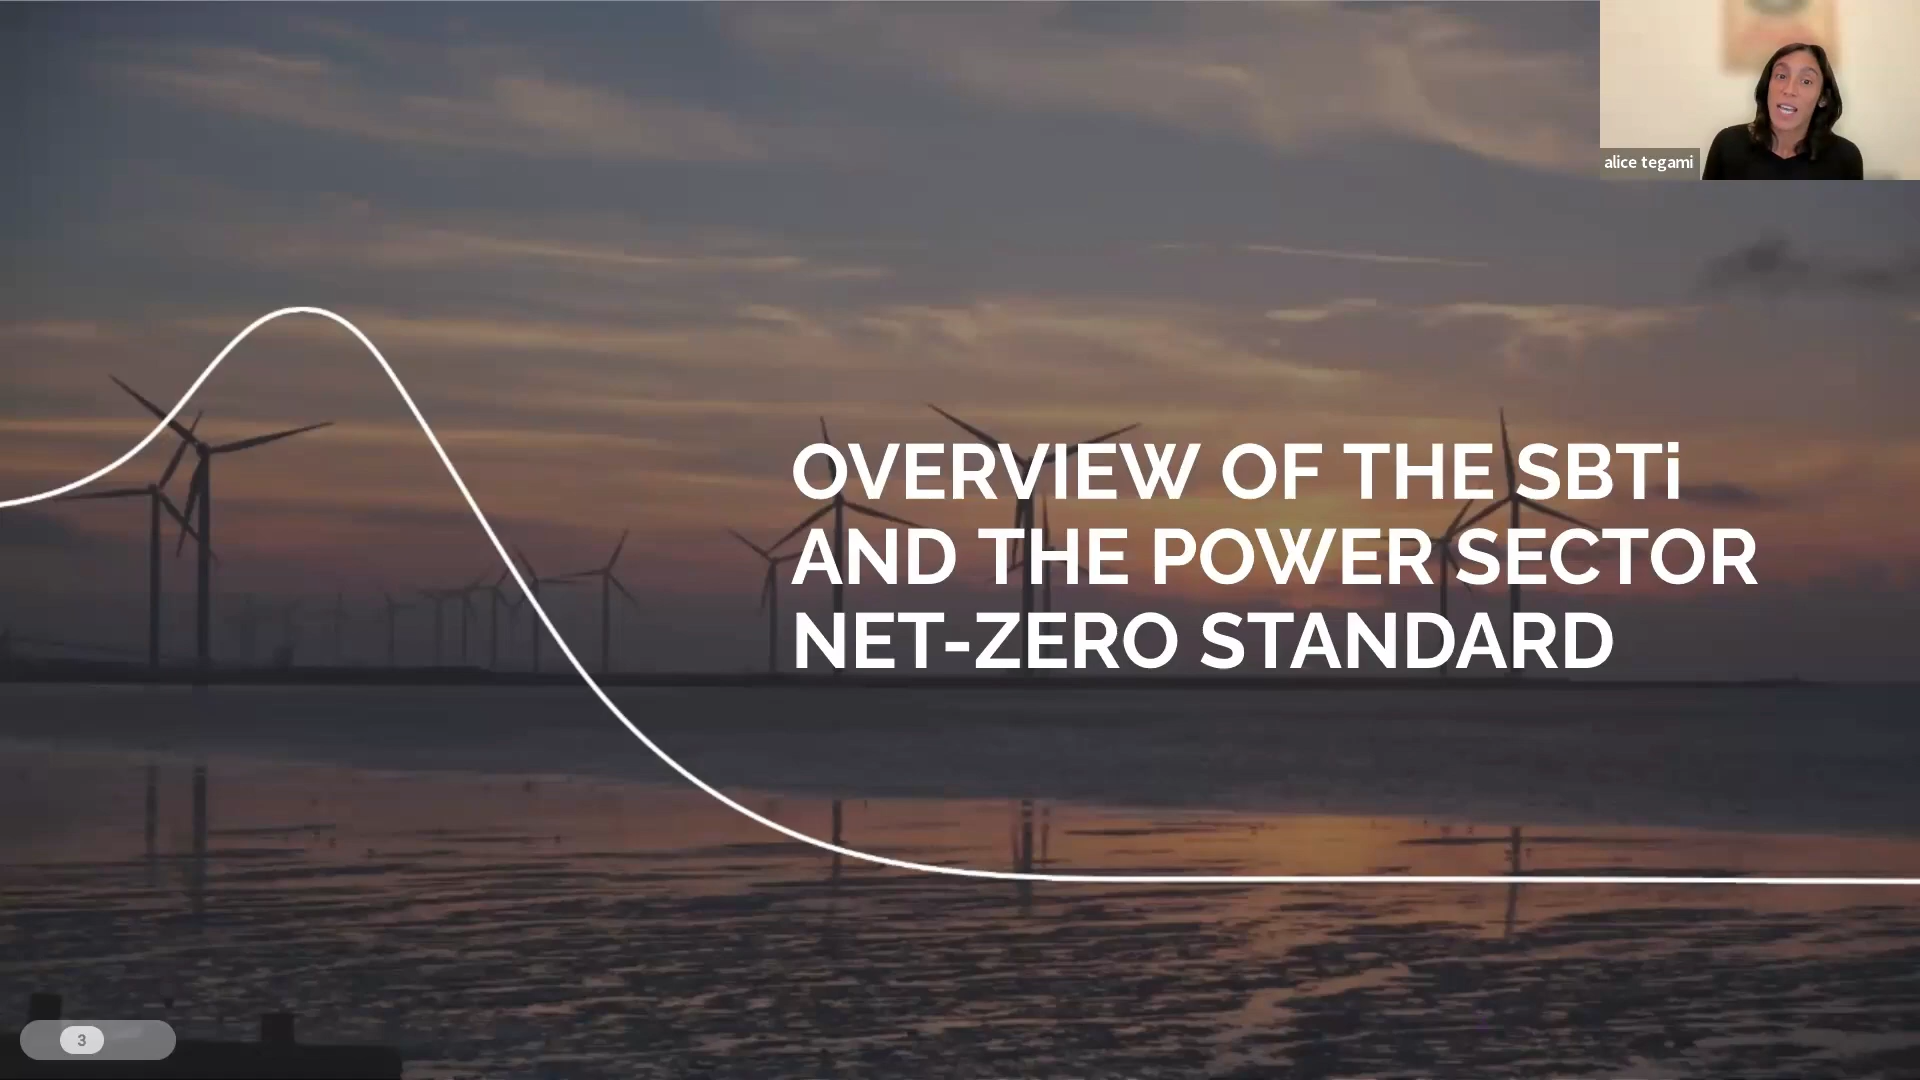 alice tegami
OVERVIEW OF THE SBTi
AND THE POWER SECTOR
NET-ZERO STANDARD
3